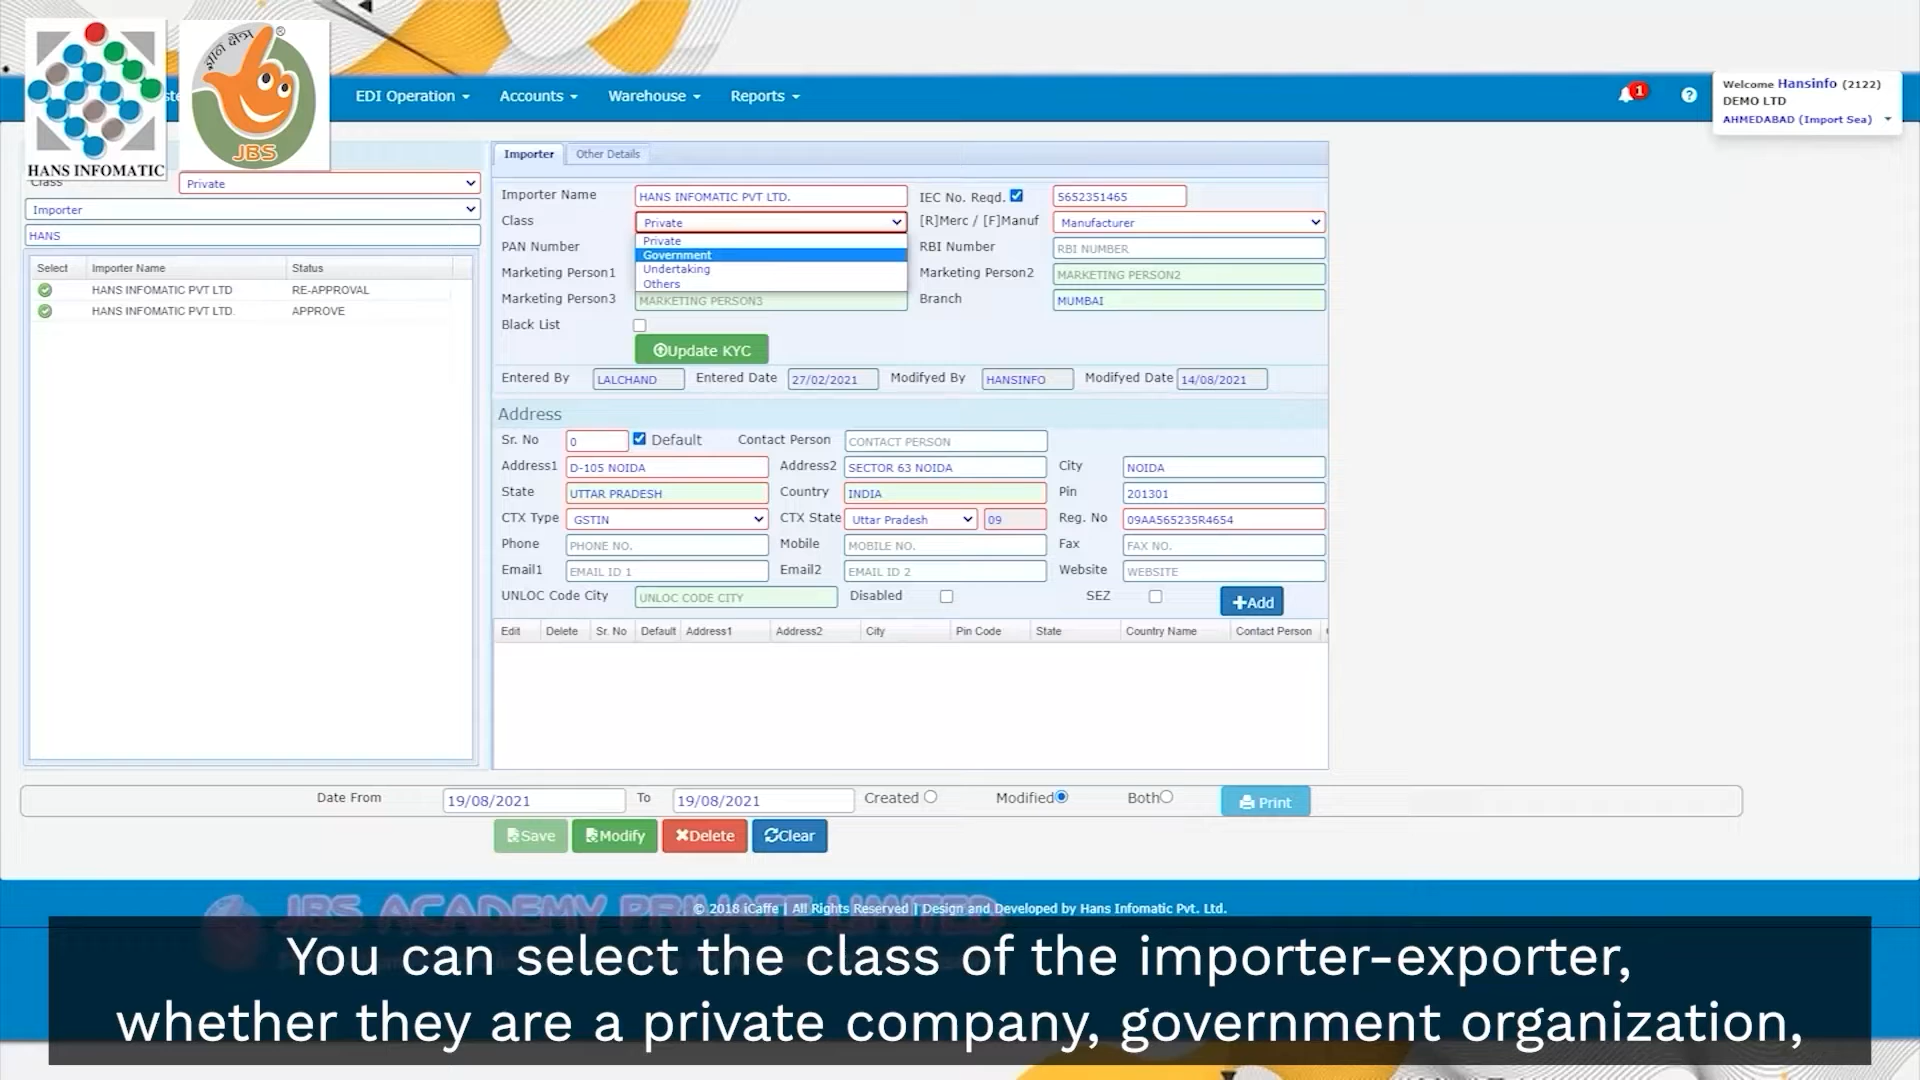 HANS INFOMATIC
ज्ञान क्षेत्र
®
JBS
EDI Operation
Accounts
Warehouse
Reports
1
?
Welcome Hansinfo (2122)
DEMO LTD
AHMEDABAD (Import Sea)
Class Private
Importer
HANS
Select Importer Name Status
HANS INFOMATIC PVT LTD RE-APPROVAL
HANS INFOMATIC PVT LTD. APPROVE
Importer Other Details
Importer Name HANS INFOMATIC PVT LTD. IEC No. Reqd. 5652351465
Class Private [R]Merc / [F]Manuf Manufacturer
Private
Government
Undertaking
Others
PAN Number RBI Number RBI NUMBER
Marketing Person1 Marketing Person2 MARKETING PERSON2
Marketing Person3 MARKETING PERSON3 Branch MUMBAI
Black List
Update KYC
Entered By LALCHAND Entered Date 27/02/2021 Modifyed By HANSINFO Modifyed Date 14/08/2021
Address
Sr. No 0 Default Contact Person CONTACT PERSON
Address1 D-105 NOIDA Address2 SECTOR 63 NOIDA City NOIDA
State UTTAR PRADESH Country INDIA Pin 201301
CTX Type GSTIN CTX State Uttar Pradesh 09 Reg. No 09AA565235R4654
Phone PHONE NO. Mobile MOBILE NO. Fax FAX NO.
Email1 EMAIL ID 1 Email2 EMAIL ID 2 Website WEBSITE
UNLOC Code City UNLOC CODE CITY Disabled SEZ Add
Edit Delete Sr. No Default Address1 Address2 City Pin Code State Country Name Contact Person
Date From 19/08/2021 To 19/08/2021 Created Modified Both Print
Save Modify Delete Clear
JBS ACADEMY PRIVATE LIMITED
© 2018 iCaffe | All Rights Reserved | Design and Developed by Hans Infomatic Pvt. Ltd.
You can select the class of the importer-exporter,
whether they are a private company, government organization,